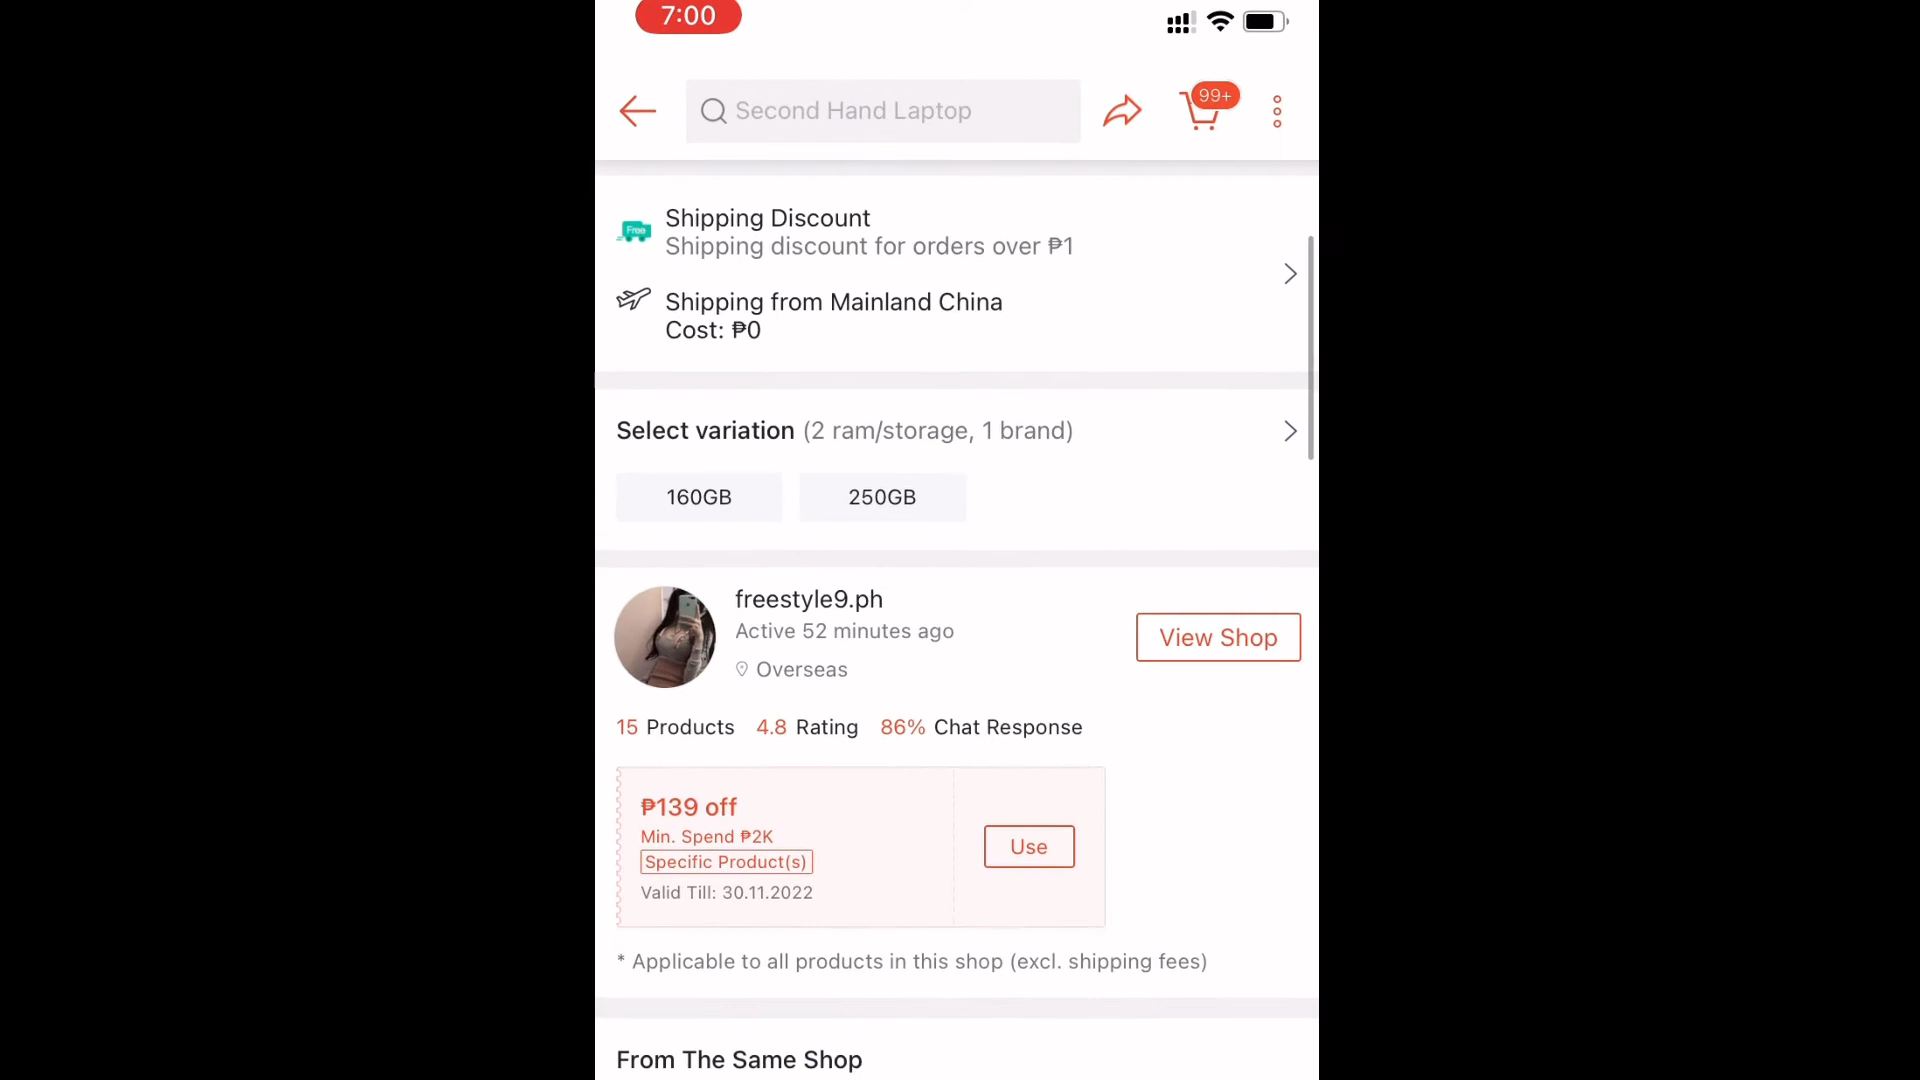 7:00
Second Hand Laptop
99+
Free
Shipping Discount
Shipping discount for orders over ₱1
Shipping from Mainland China
Cost: ₱0
Select variation (2 ram/storage, 1 brand)
160GB
250GB
freestyle9.ph
Active 52 minutes ago
Overseas
View Shop
15 Products 4.8 Rating 86% Chat Response
₱139 off
Min. Spend ₱2K
Specific Product(s)
Valid Till: 30.11.2022
Use
* Applicable to all products in this shop (excl. shipping fees)
From The Same Shop